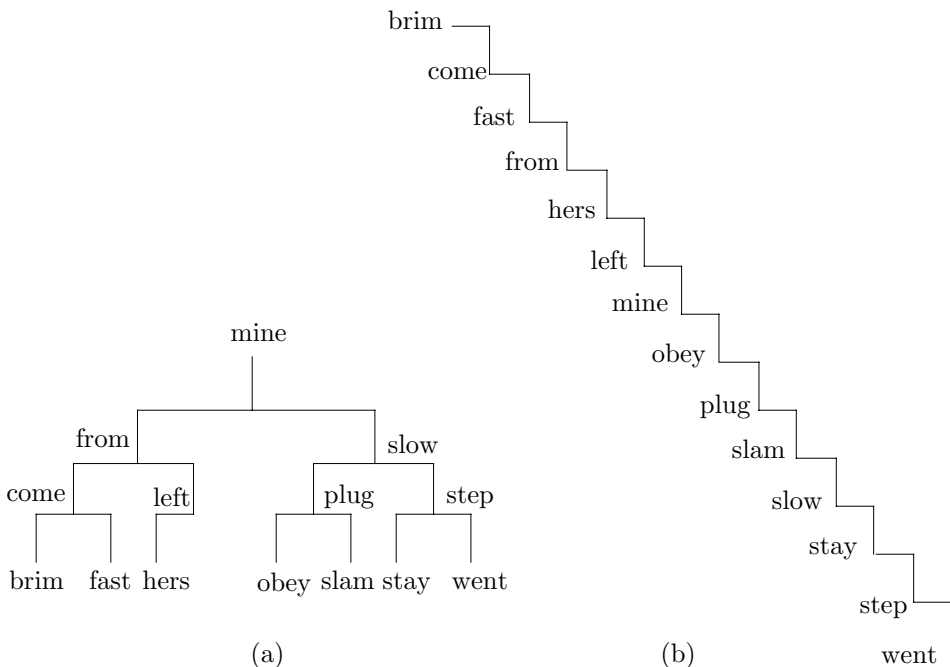 brim
come
fast
from
hers
left
mine
obey
plug
slam
slow
stay
step
went
mine
from slow
come left plug step
brim fast hers obey slam stay went
(a) (b)